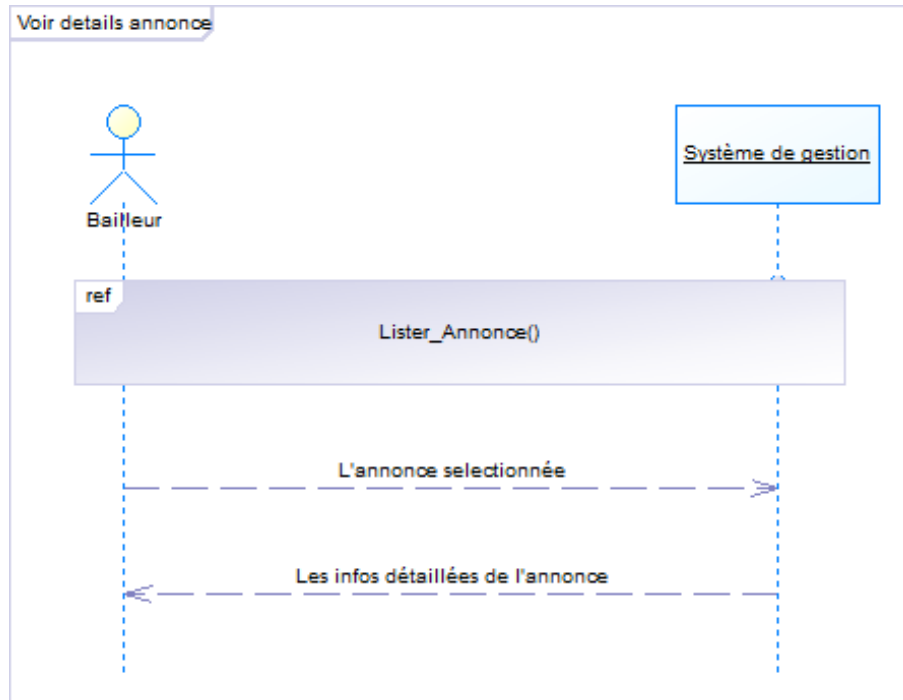 Voir details annonce
Bailleur
Système de gestion
ref
Lister_Annonce()
L'annonce selectionnée
Les infos détaillées de l'annonce